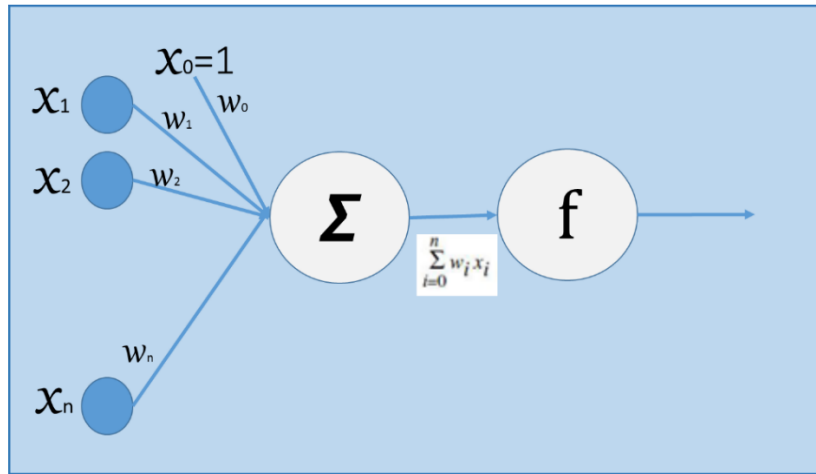 x₀=1
x₁
w₁
w₀
x₂
w₂
Σ
f
n
Σ wᵢ xᵢ
i=0
wₙ
xₙ